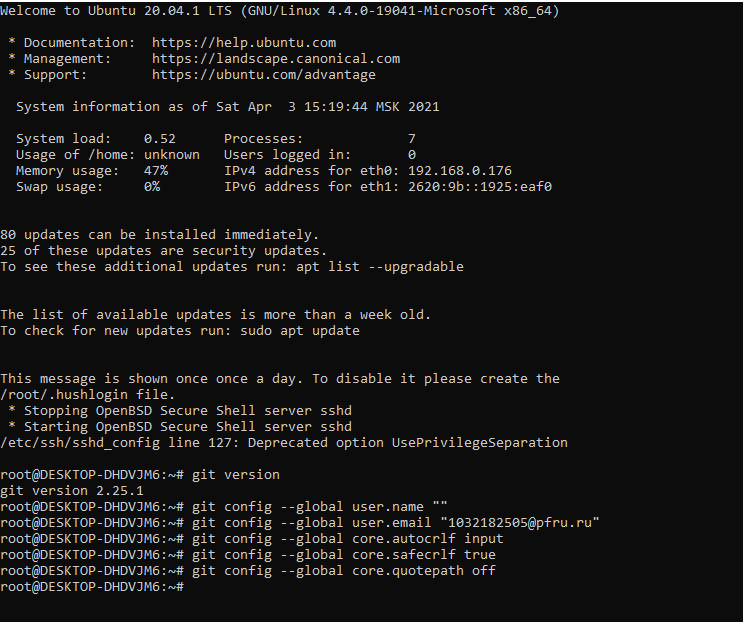 Welcome to Ubuntu 20.04.1 LTS (GNU/Linux 4.4.0-19041-Microsoft x86_64)
* Documentation:  https://help.ubuntu.com
* Management:     https://landscape.canonical.com
* Support:        https://ubuntu.com/advantage
System information as of Sat Apr  3 15:19:44 MSK 2021
System load:    0.52      Processes:             7
Usage of /home: unknown   Users logged in:       0
Memory usage:   47%       IPv4 address for eth0: 192.168.0.176
Swap usage:     0%        IPv6 address for eth1: 2620:9b::1925:eaf0
80 updates can be installed immediately.
25 of these updates are security updates.
To see these additional updates run: apt list --upgradable
The list of available updates is more than a week old.
To check for new updates run: sudo apt update
This message is shown once once a day. To disable it please create the
/root/.hushlogin file.
* Stopping OpenBSD Secure Shell server sshd
* Starting OpenBSD Secure Shell server sshd
/etc/ssh/sshd_config line 127: Deprecated option UsePrivilegeSeparation
root@DESKTOP-DHDVJM6:~# git version
git version 2.25.1
root@DESKTOP-DHDVJM6:~# git config --global user.name ""
root@DESKTOP-DHDVJM6:~# git config --global user.email "1032182505@pfru.ru"
root@DESKTOP-DHDVJM6:~# git config --global core.autocrlf input
root@DESKTOP-DHDVJM6:~# git config --global core.safecrlf true
root@DESKTOP-DHDVJM6:~# git config --global core.quotepath off
root@DESKTOP-DHDVJM6:~#